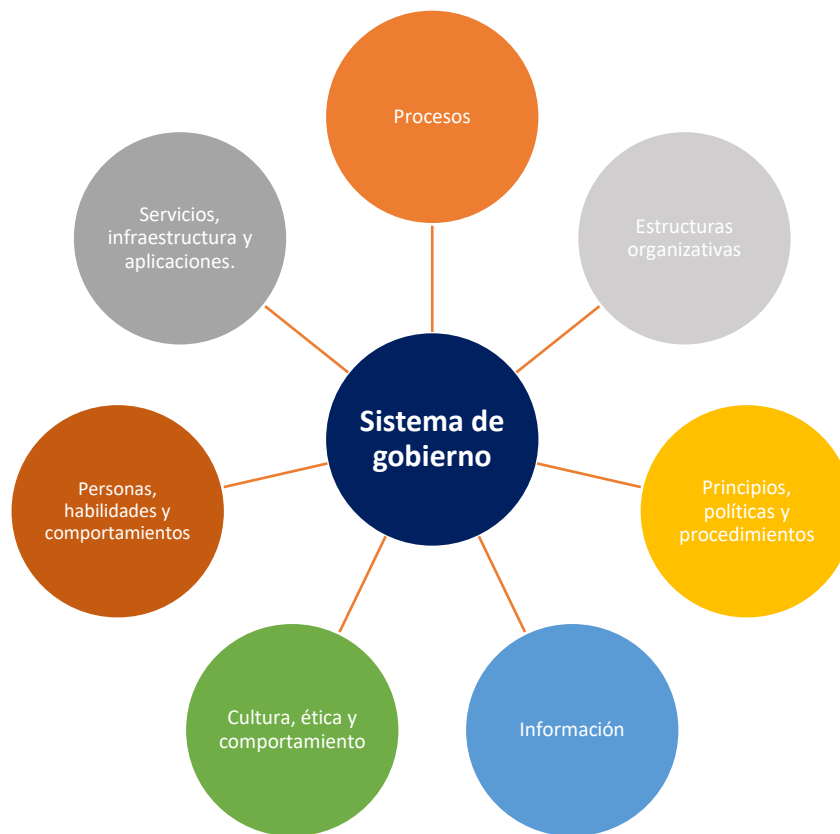 Procesos
Estructuras
organizativas
Principios,
políticas y
procedimientos
Información
Cultura, ética y
comportamiento
Personas,
habilidades y
comportamientos
Servicios,
infraestructura y
aplicaciones.
Sistema de
gobierno